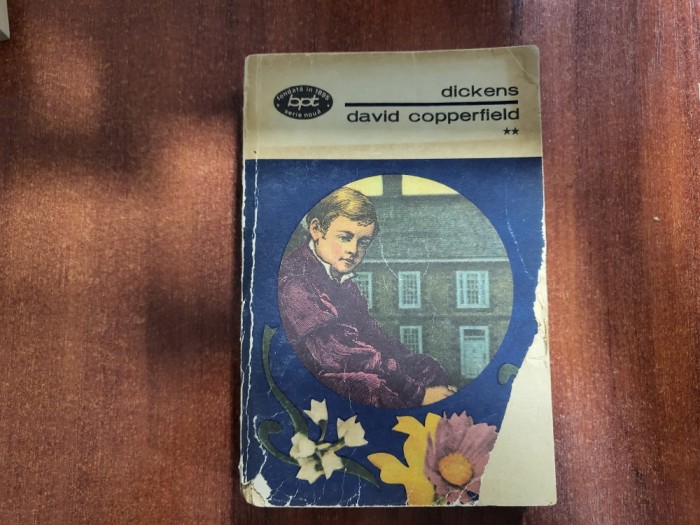 fondată în 1895
bpt
serie nouă
dickens
david copperfield
**